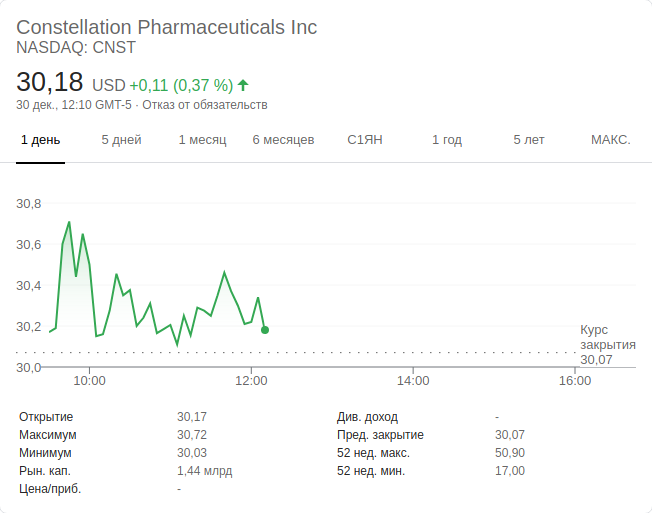 Constellation Pharmaceuticals Inc
NASDAQ: CNST
30,18 USD +0,11 (0,37 %)
30 дек., 12:10 GMT-5 · Отказ от обязательств
1 день 5 дней 1 месяц 6 месяцев С1ЯН 1 год 5 лет МАКС.
30,8
30,6
30,4
30,2
30,0
Курс
закрытия
30,07
10:00 12:00 14:00 16:00
Открытие 30,17 Див. доход -
Максимум 30,72 Пред. закрытие 30,07
Минимум 30,03 52 нед. макс. 50,90
Рын. кап. 1,44 млрд 52 нед. мин. 17,00
Цена/приб. -